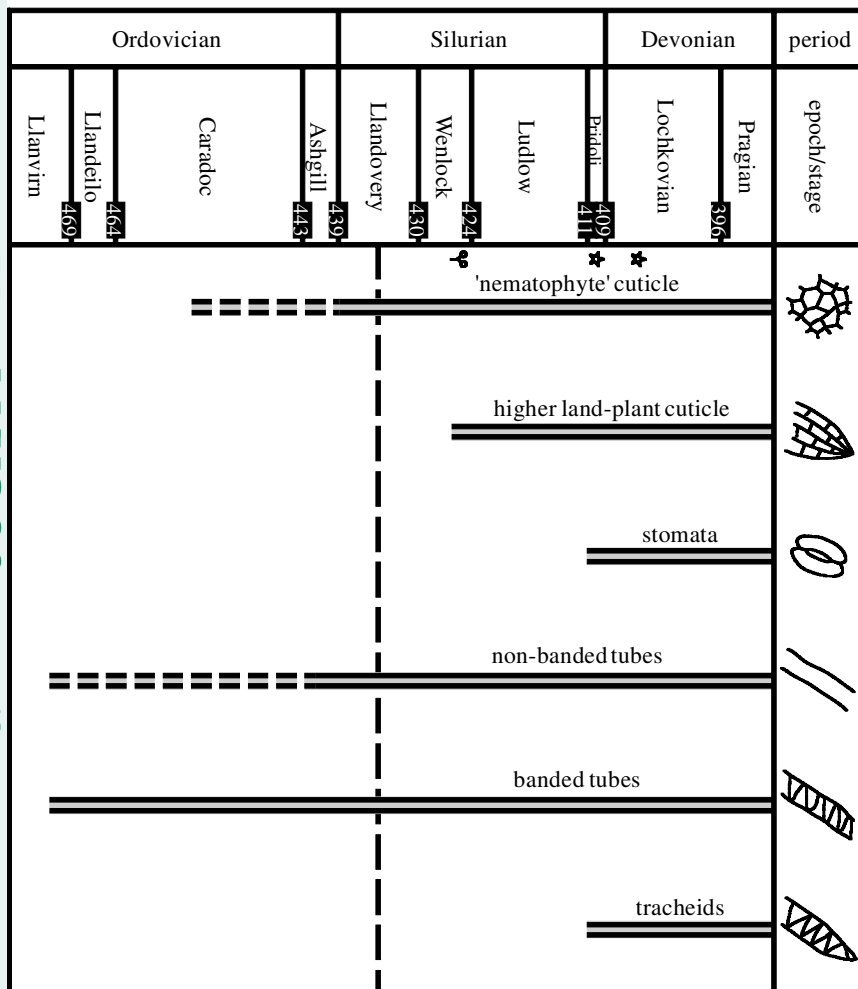 Ordovician Silurian Devonian period
Llanvirn Llandeilo Caradoc Ashgill Llandovery Wenlock Ludlow Pridoli Lochkovian Pragian epoch/stage
469 464 443 439 430 424 411 409 396
'nematophyte' cuticle
higher land-plant cuticle
stomata
non-banded tubes
banded tubes
tracheids